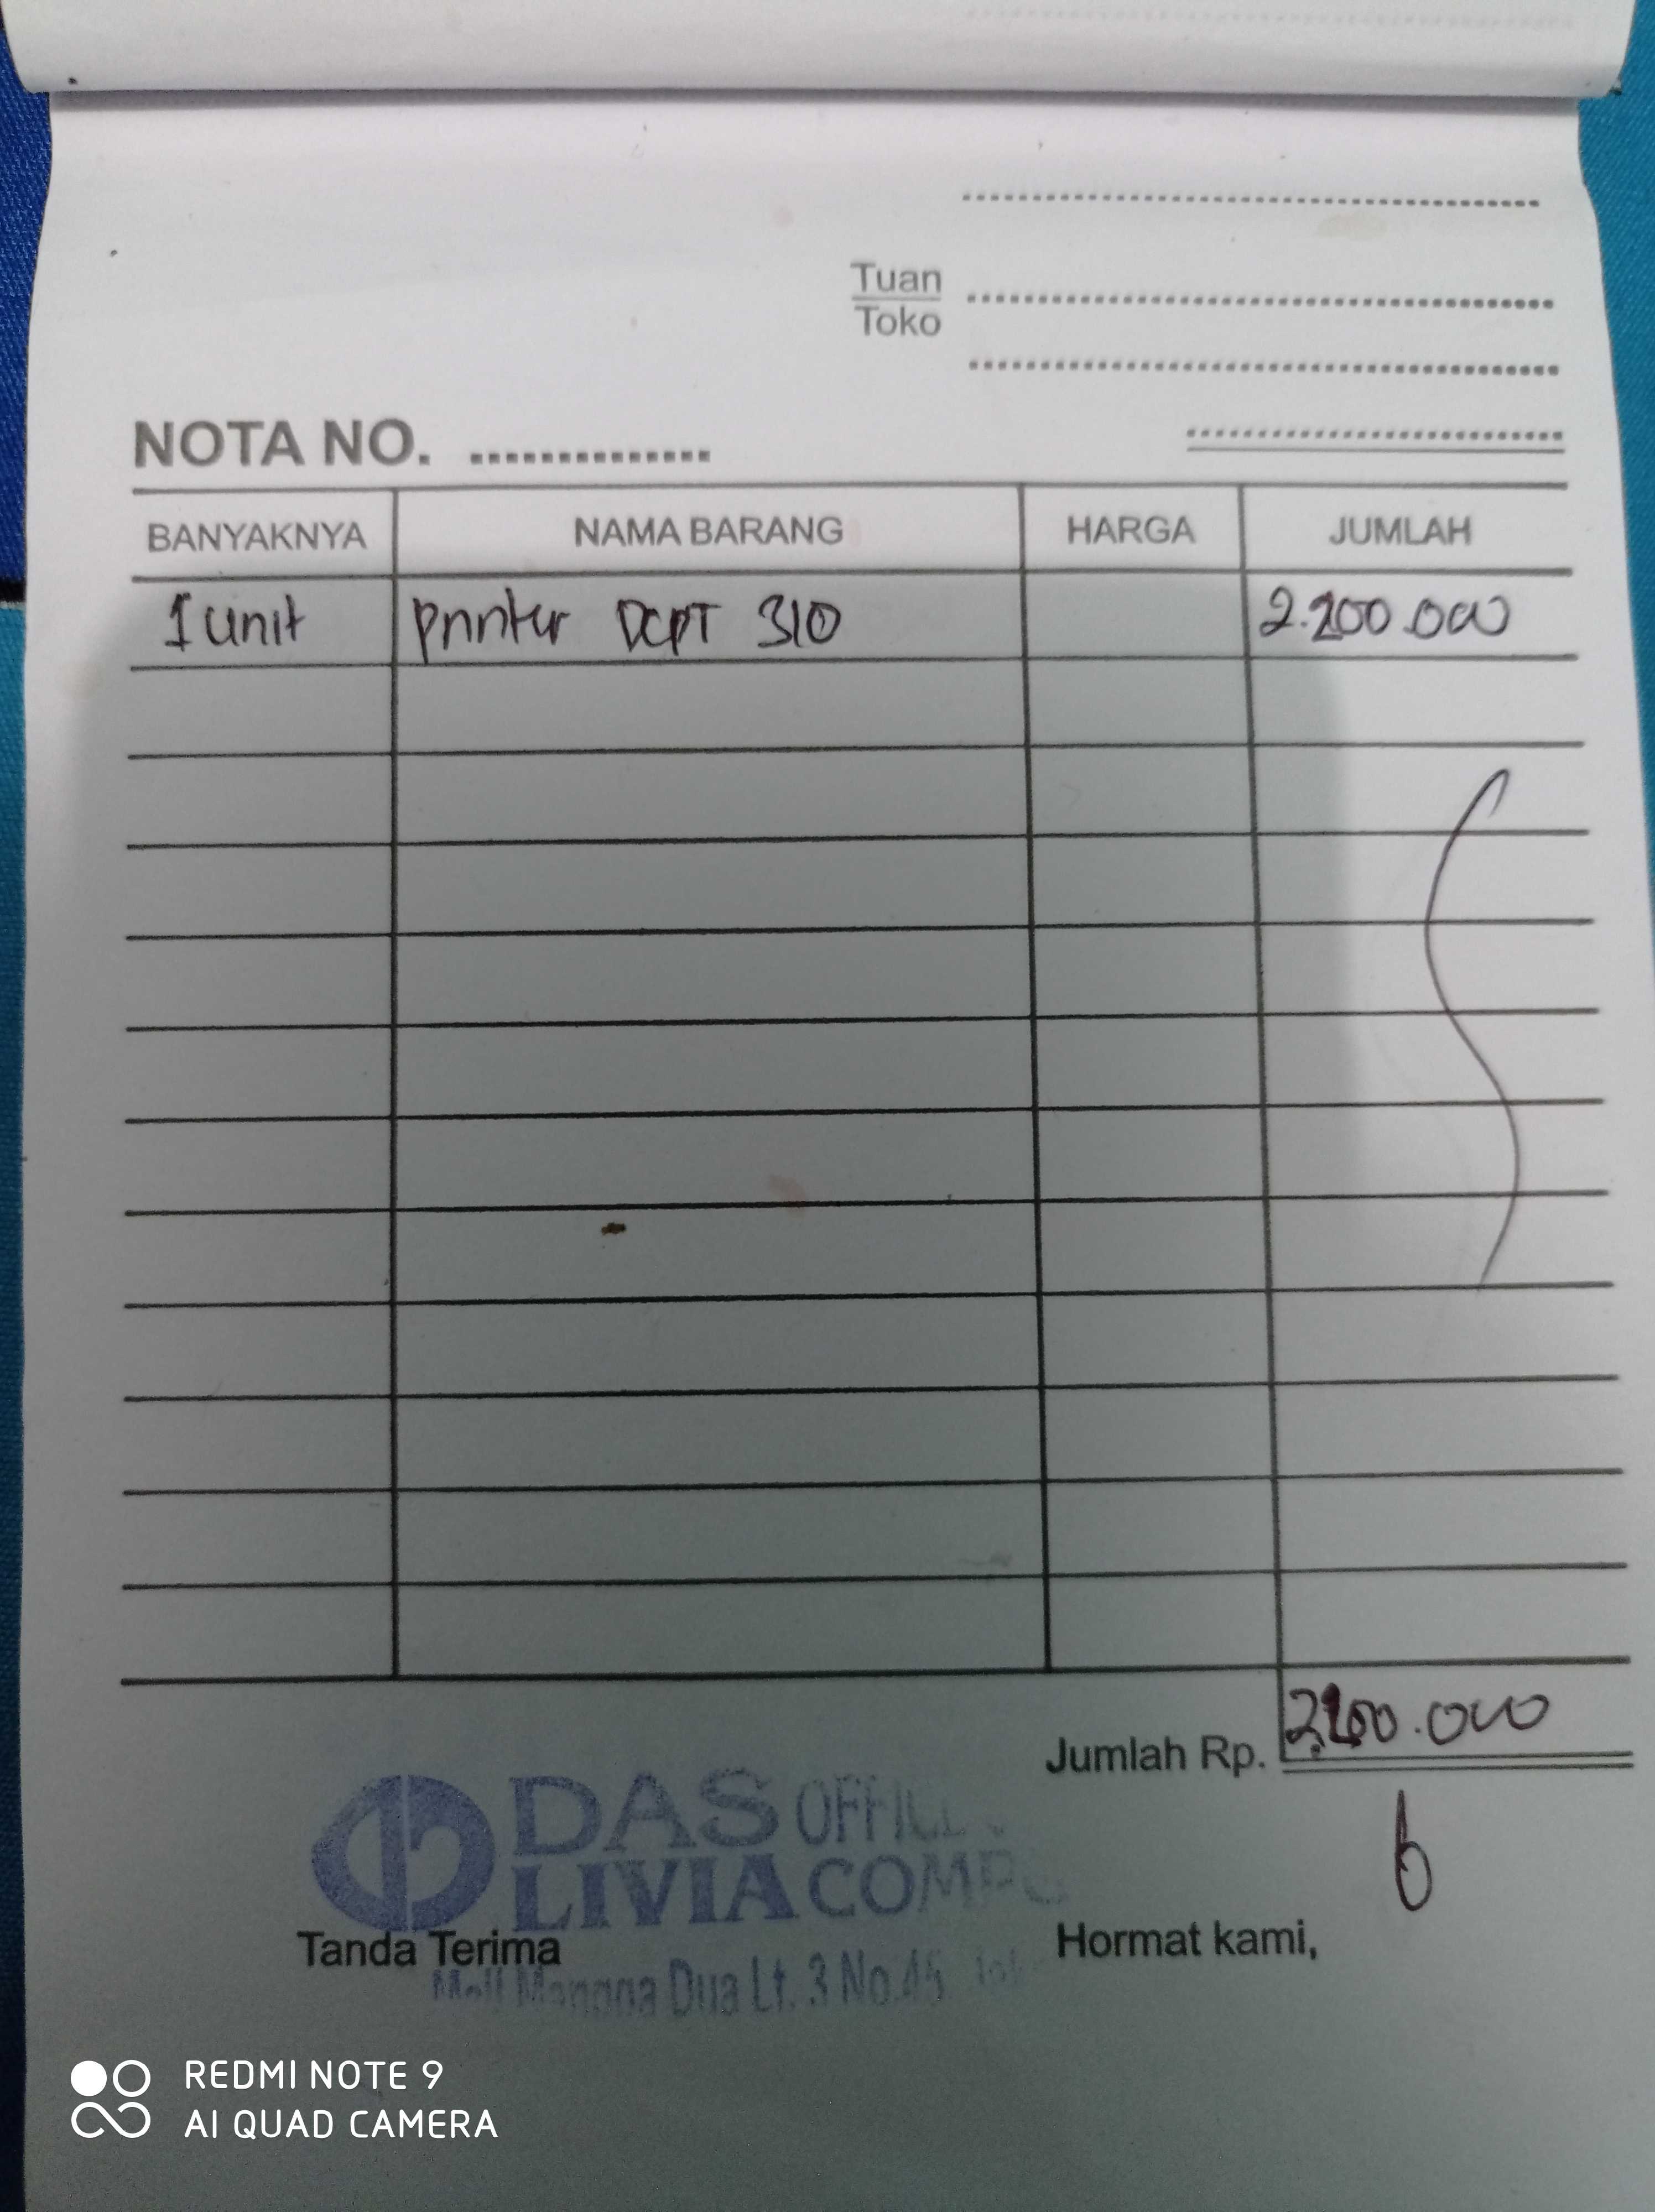 Tuan
Toko
NOTA NO. ..............
BANYAKNYA NAMA BARANG HARGA JUMLAH
1 unit printer DCPT 310 2.200.000
Jumlah Rp. 2.200.000
DAS OFFICE
LIVIA COMP
Tanda Terima Hormat kami,
Mall Mangga Dua Lt. 3 No.45
REDMI NOTE 9
AI QUAD CAMERA